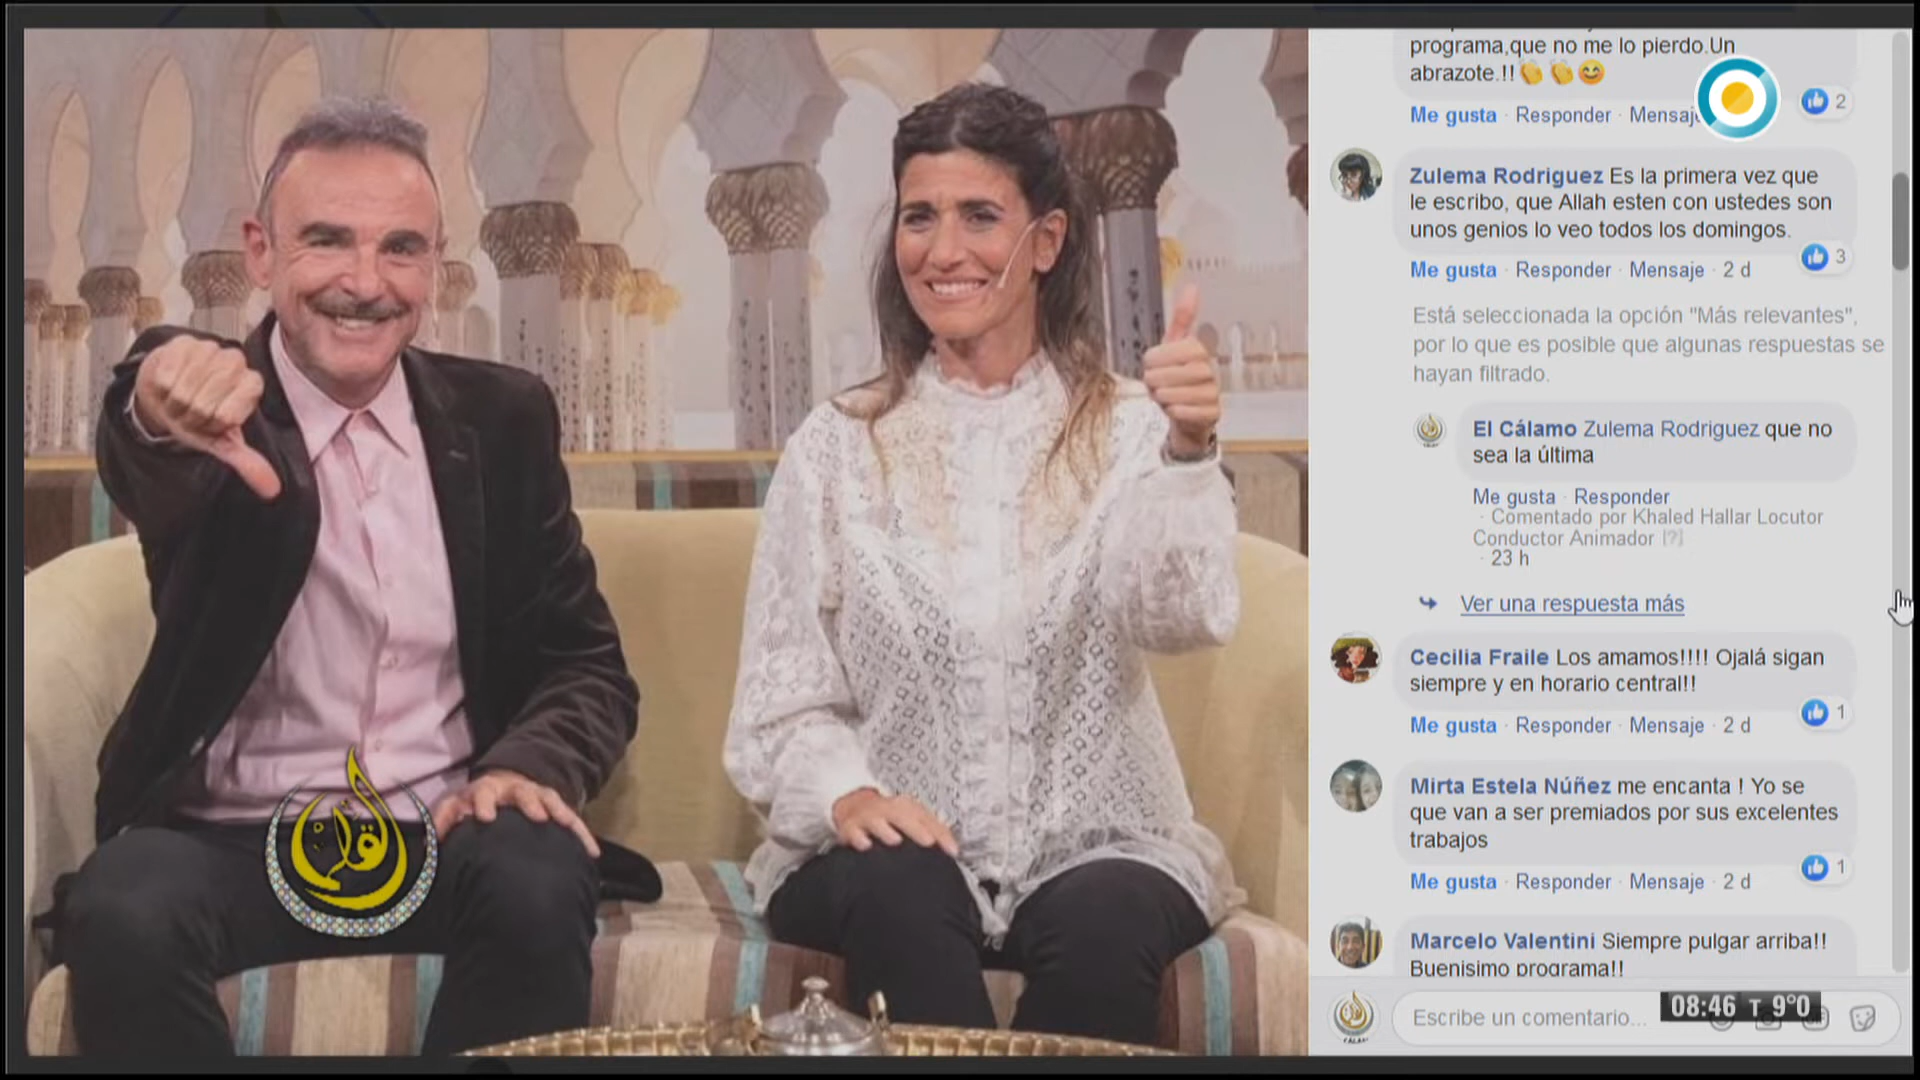 programa,que no me lo pierdo.Un
abrazote.!!👏👏😊
2
Me gusta · Responder · Mensaje
Zulema Rodriguez Es la primera vez que
le escribo, que Allah esten con ustedes son
unos genios lo veo todos los domingos.
3
Me gusta · Responder · Mensaje · 2 d
Está seleccionada la opción "Más relevantes",
por lo que es posible que algunas respuestas se
hayan filtrado.
El Cálamo Zulema Rodriguez que no
sea la última
Me gusta · Responder
· Comentado por Khaled Hallar Locutor
Conductor Animador [?]
· 23 h
Ver una respuesta más
Cecilia Fraile Los amamos!!!! Ojalá sigan
siempre y en horario central!!
1
Me gusta · Responder · Mensaje · 2 d
Mirta Estela Núñez me encanta ! Yo se
que van a ser premiados por sus excelentes
trabajos
1
Me gusta · Responder · Mensaje · 2 d
Marcelo Valentini Siempre pulgar arriba!!
Buenisimo programa!!
Escribe un comentario...
08:46 T 9°0
القلم